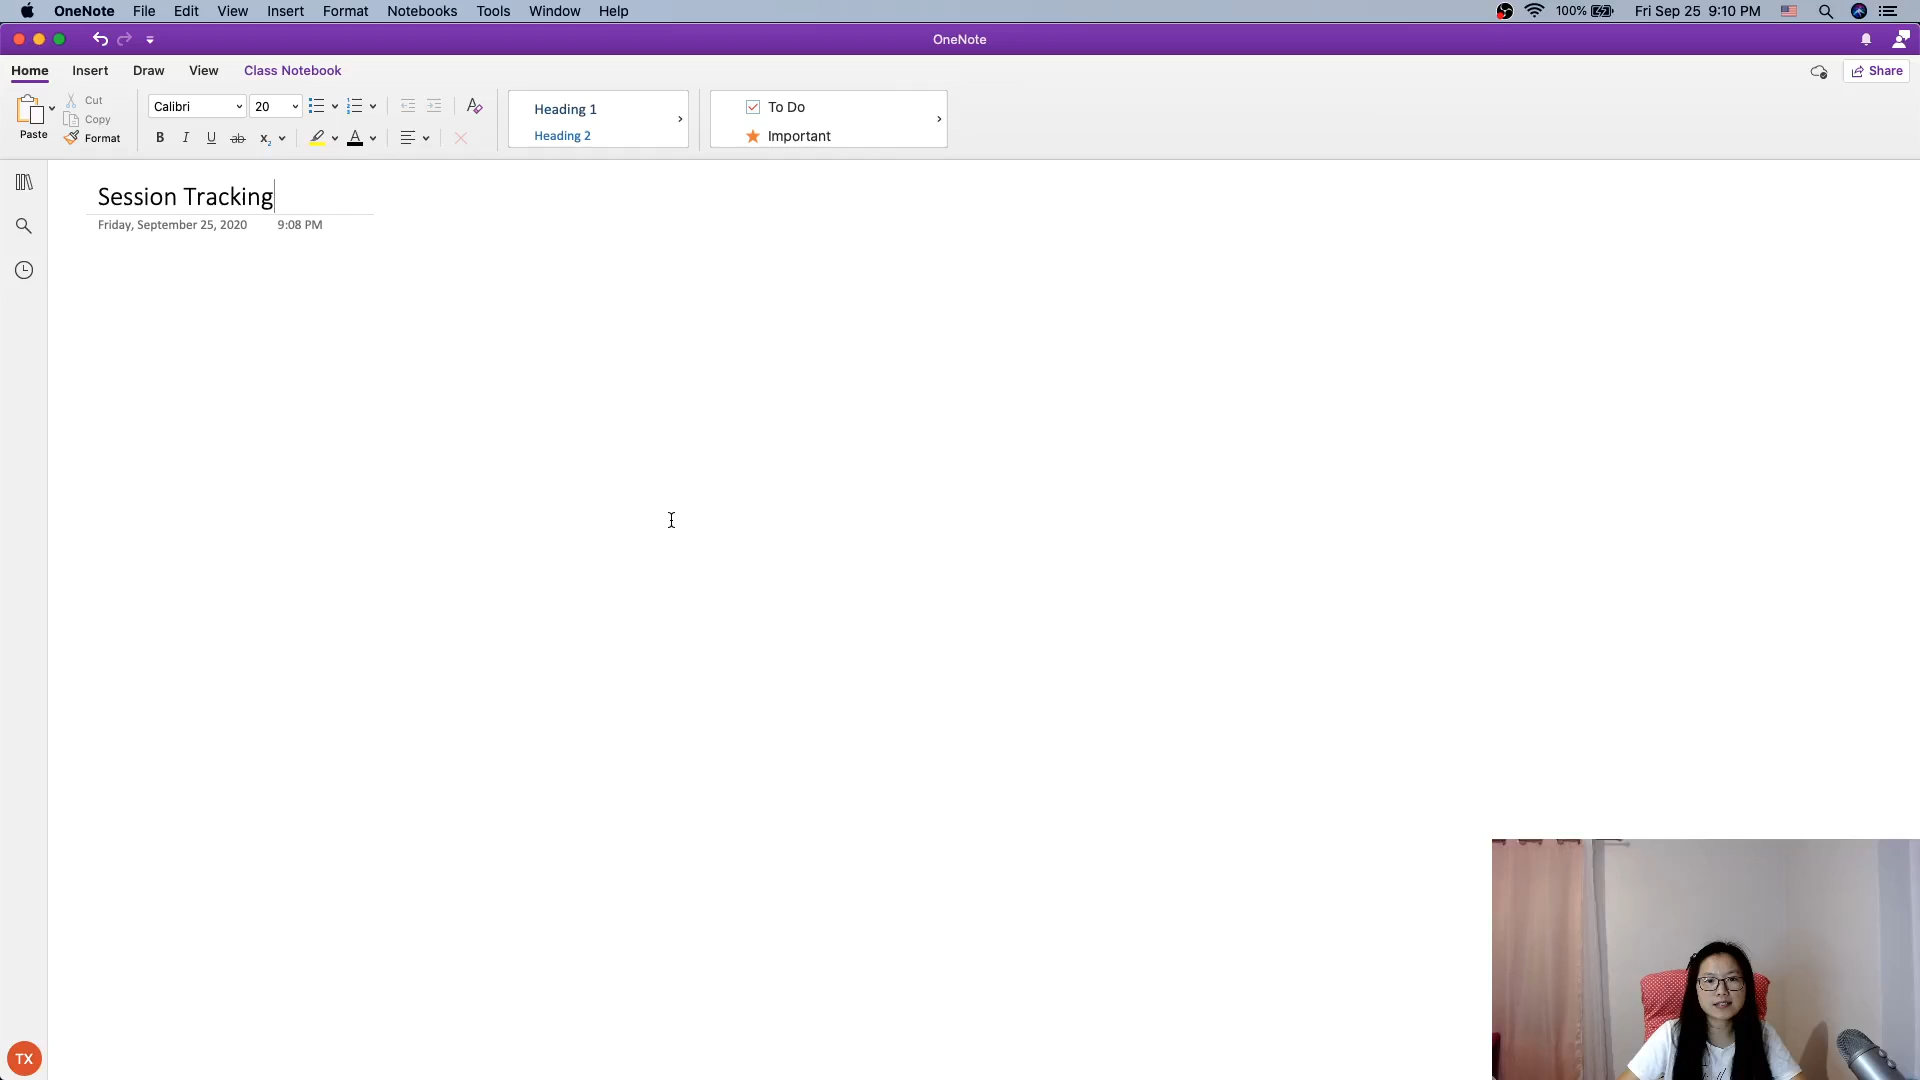 OneNote File Edit View Insert Format Notebooks Tools Window Help 100% Fri Sep 25 9:10 PM
OneNote
Home Insert Draw View Class Notebook Share
Paste
Cut
Copy
Format
Calibri 20
B I U ab x₂ A
Heading 1
Heading 2
To Do
Important
Session Tracking
Friday, September 25, 2020 9:08 PM
TX